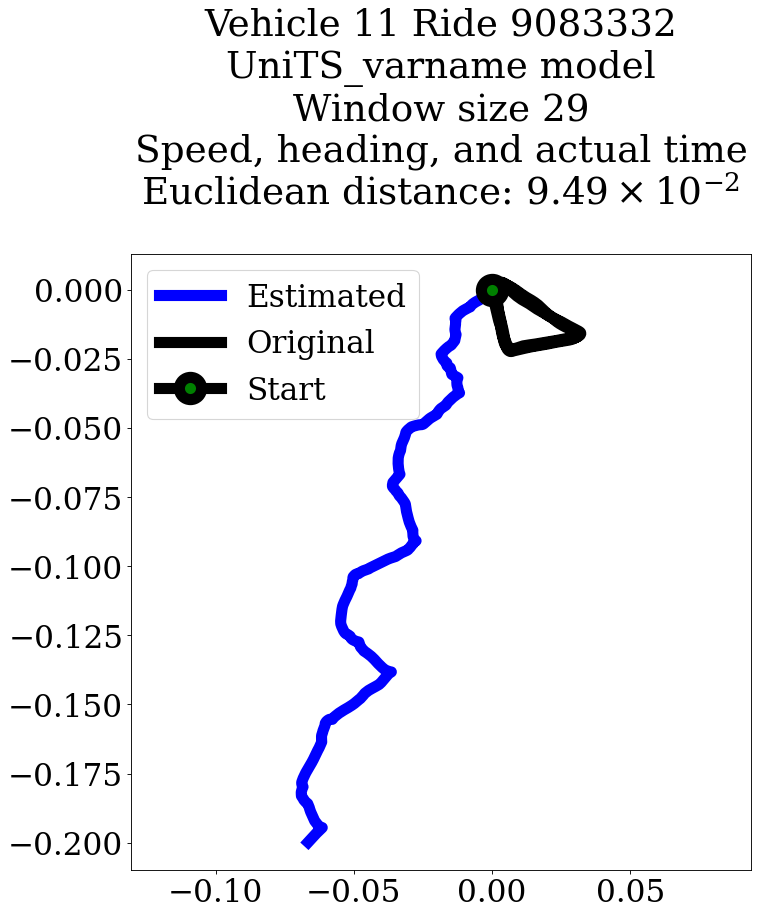 Vehicle 11 Ride 9083332
UniTS_varname model
Window size 29
Speed, heading, and actual time
Euclidean distance: 9.49 × 10⁻²
Estimated
Original
Start
0.000
−0.025
−0.050
−0.075
−0.100
−0.125
−0.150
−0.175
−0.200
−0.10 −0.05 0.00 0.05